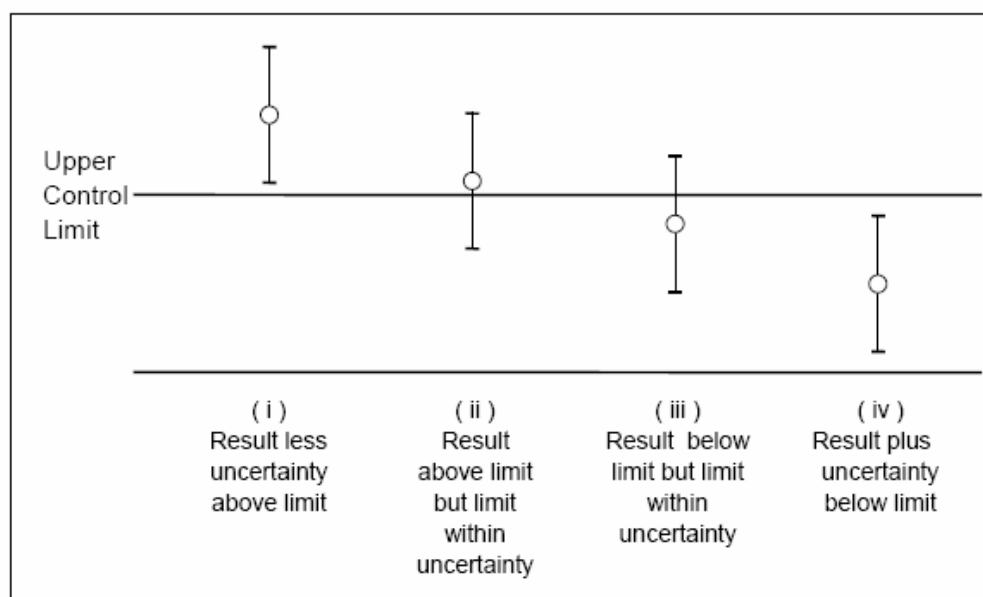 Upper
Control
Limit
( i )
Result less
uncertainty
above limit
( ii )
Result
above limit
but limit
within
uncertainty
( iii )
Result below
limit but limit
within
uncertainty
( iv )
Result plus
uncertainty
below limit